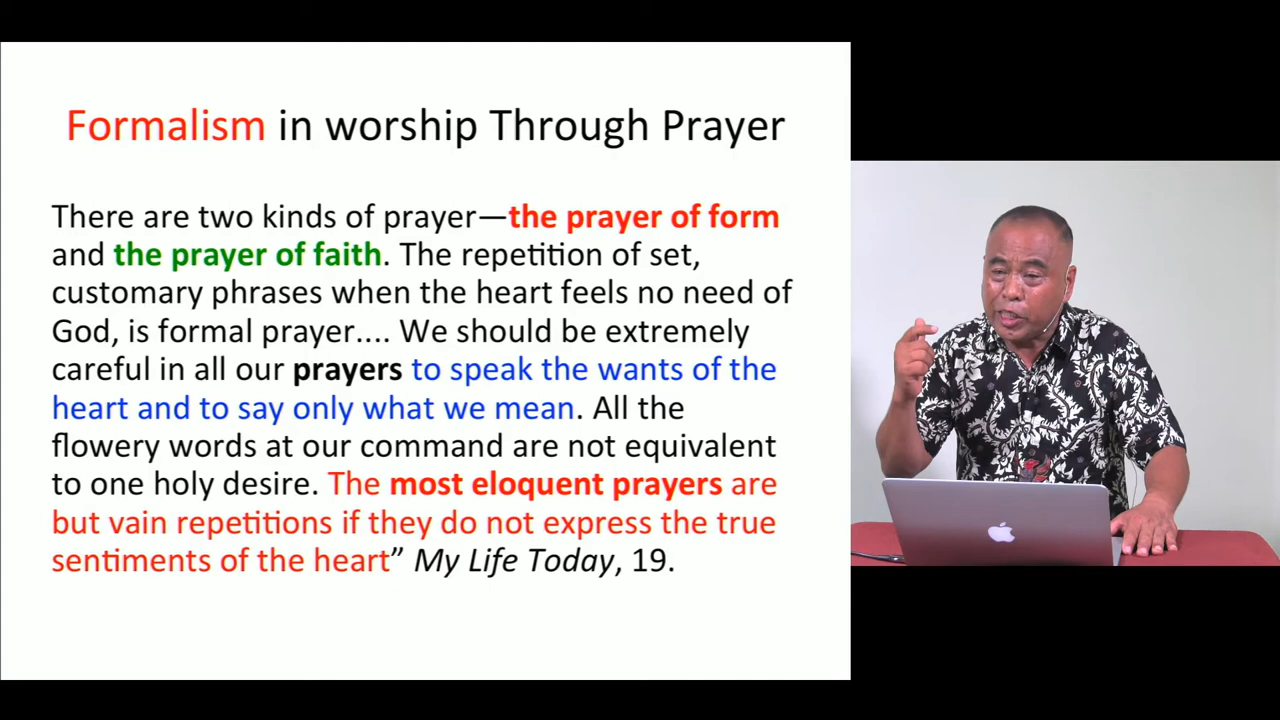 Formalism in worship Through Prayer
There are two kinds of prayer—the prayer of form
and the prayer of faith. The repetition of set,
customary phrases when the heart feels no need of
God, is formal prayer.... We should be extremely
careful in all our prayers to speak the wants of the
heart and to say only what we mean. All the
flowery words at our command are not equivalent
to one holy desire. The most eloquent prayers are
but vain repetitions if they do not express the true
sentiments of the heart” My Life Today, 19.